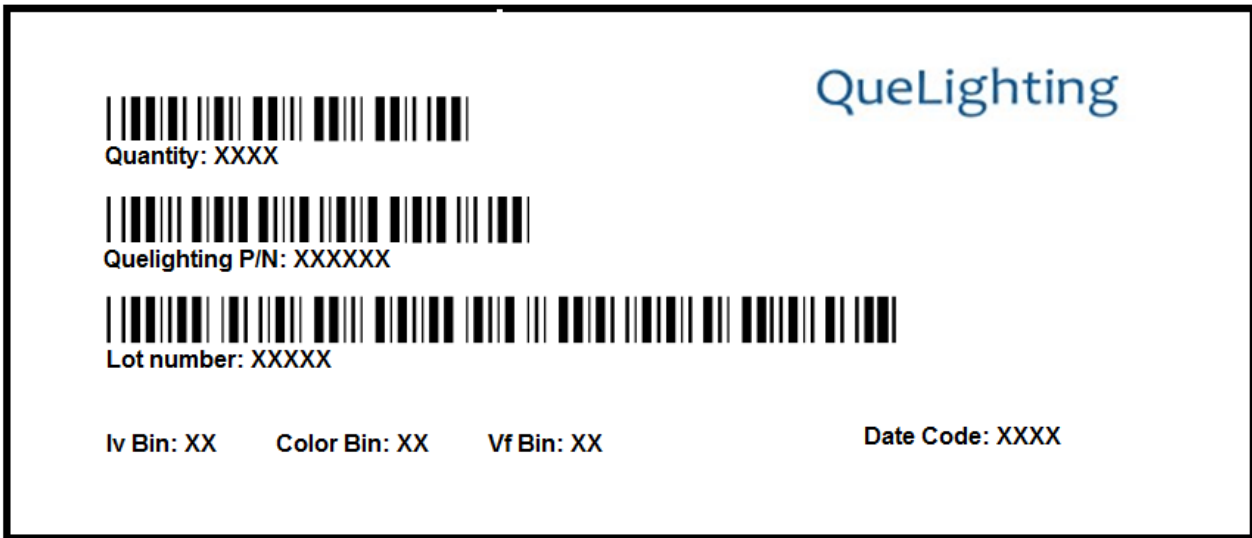 QueLighting
Quantity: XXXX
Quelighting P/N: XXXXXX
Lot number: XXXXX
Iv Bin: XX Color Bin: XX Vf Bin: XX Date Code: XXXX